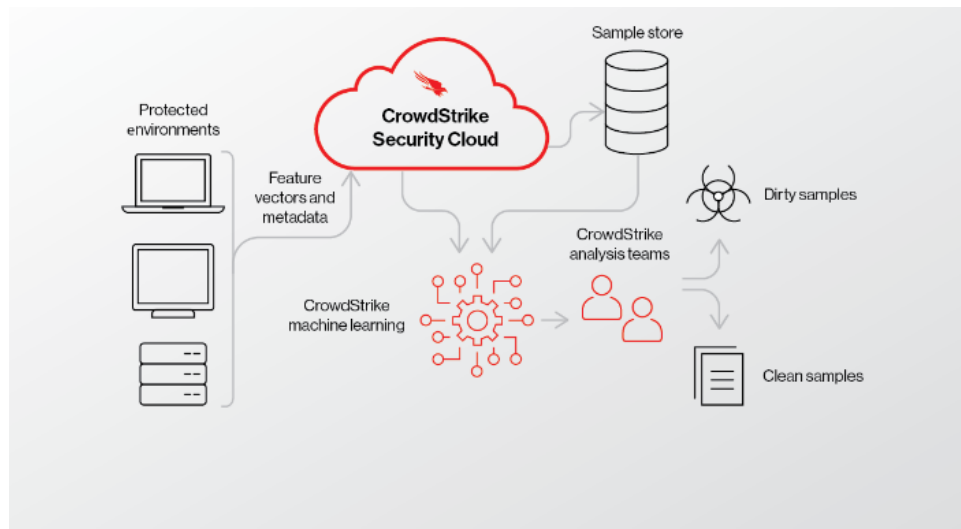 Sample store
CrowdStrike
Security Cloud
Protected
environments
Feature
vectors and
metadata
Dirty samples
CrowdStrike
analysis teams
CrowdStrike
machine learning
Clean samples